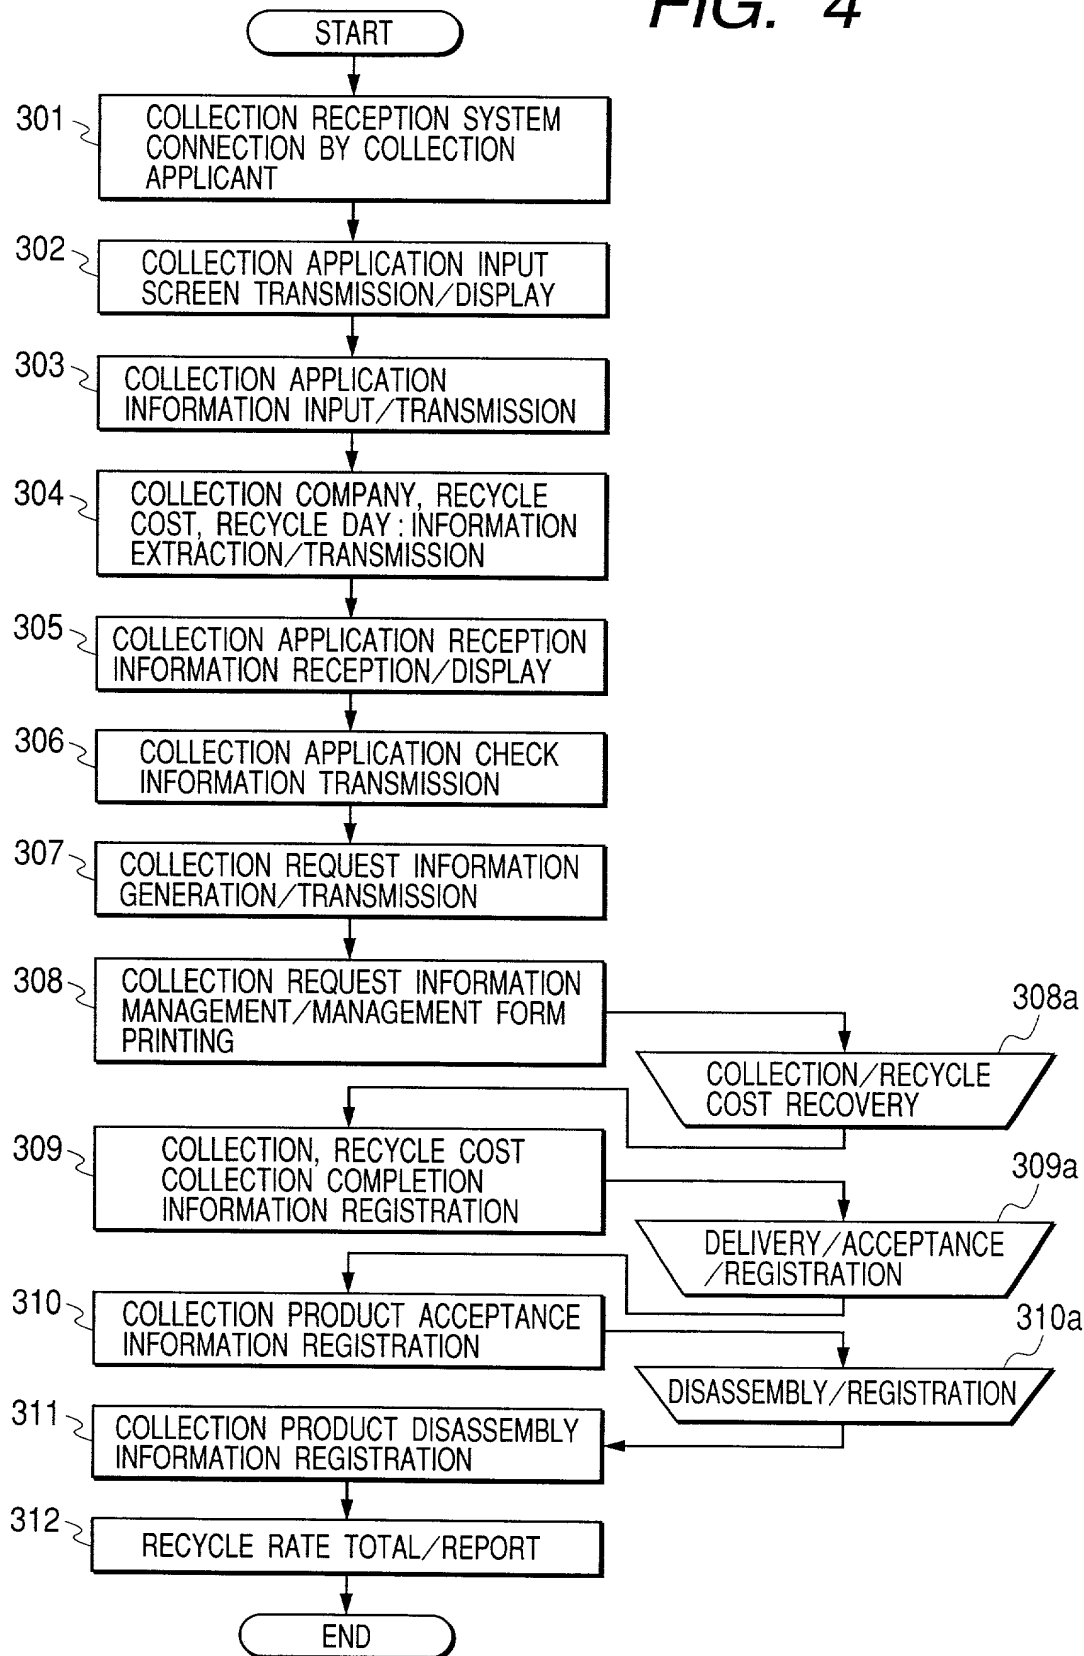 FIG. 4
START
301
COLLECTION RECEPTION SYSTEM
CONNECTION BY COLLECTION
APPLICANT
302
COLLECTION APPLICATION INPUT
SCREEN TRANSMISSION/DISPLAY
303
COLLECTION APPLICATION
INFORMATION INPUT/TRANSMISSION
304
COLLECTION COMPANY, RECYCLE
COST, RECYCLE DAY : INFORMATION
EXTRACTION/TRANSMISSION
305
COLLECTION APPLICATION RECEPTION
INFORMATION RECEPTION/DISPLAY
306
COLLECTION APPLICATION CHECK
INFORMATION TRANSMISSION
307
COLLECTION REQUEST INFORMATION
GENERATION/TRANSMISSION
308
COLLECTION REQUEST INFORMATION
MANAGEMENT/MANAGEMENT FORM
PRINTING
308a
COLLECTION/RECYCLE
COST RECOVERY
309
COLLECTION, RECYCLE COST
COLLECTION COMPLETION
INFORMATION REGISTRATION
309a
DELIVERY/ACCEPTANCE
/REGISTRATION
310
COLLECTION PRODUCT ACCEPTANCE
INFORMATION REGISTRATION
310a
DISASSEMBLY/REGISTRATION
311
COLLECTION PRODUCT DISASSEMBLY
INFORMATION REGISTRATION
312
RECYCLE RATE TOTAL/REPORT
END